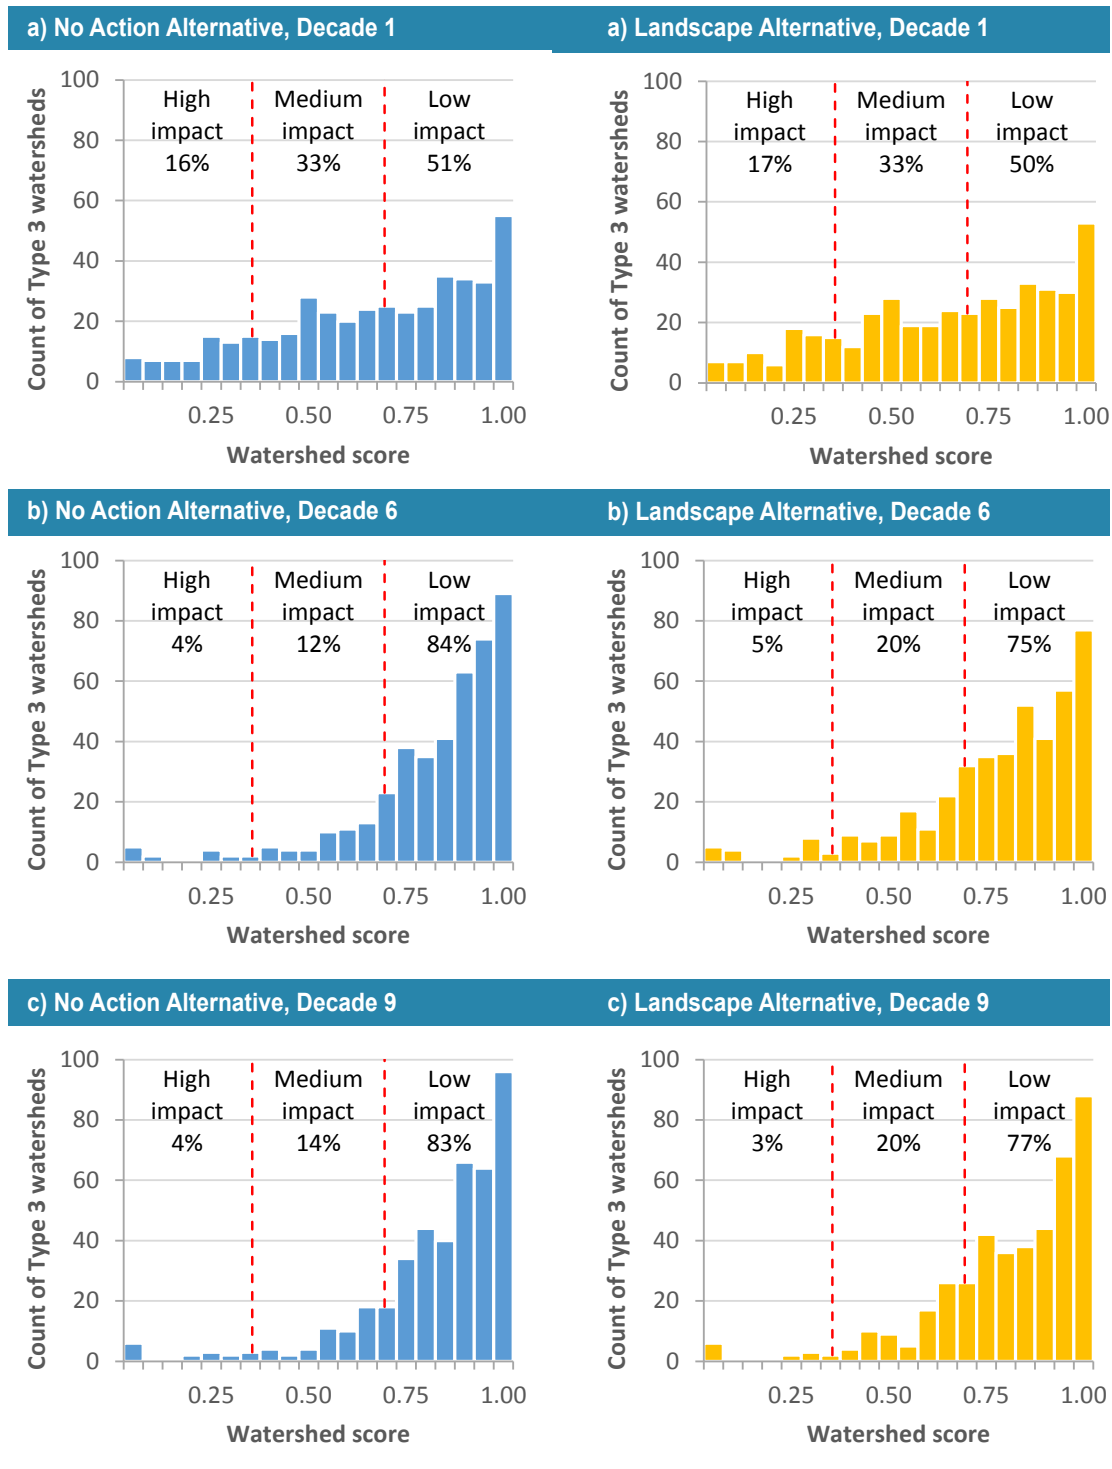 a) No Action Alternative, Decade 1
Count of Type 3 watersheds
100
80
60
40
20
0
High
impact
16%
Medium
impact
33%
Low
impact
51%
0.25
0.50
0.75
1.00
Watershed score
a) Landscape Alternative, Decade 1
Count of Type 3 watersheds
100
80
60
40
20
0
High
impact
17%
Medium
impact
33%
Low
impact
50%
0.25
0.50
0.75
1.00
Watershed score
b) No Action Alternative, Decade 6
Count of Type 3 watersheds
100
80
60
40
20
0
High
impact
4%
Medium
impact
12%
Low
impact
84%
0.25
0.50
0.75
1.00
Watershed score
b) Landscape Alternative, Decade 6
Count of Type 3 watersheds
100
80
60
40
20
0
High
impact
5%
Medium
impact
20%
Low
impact
75%
0.25
0.50
0.75
1.00
Watershed score
c) No Action Alternative, Decade 9
Count of Type 3 watersheds
100
80
60
40
20
0
High
impact
4%
Medium
impact
14%
Low
impact
83%
0.25
0.50
0.75
1.00
Watershed score
c) Landscape Alternative, Decade 9
Count of Type 3 watersheds
100
80
60
40
20
0
High
impact
3%
Medium
impact
20%
Low
impact
77%
0.25
0.50
0.75
1.00
Watershed score